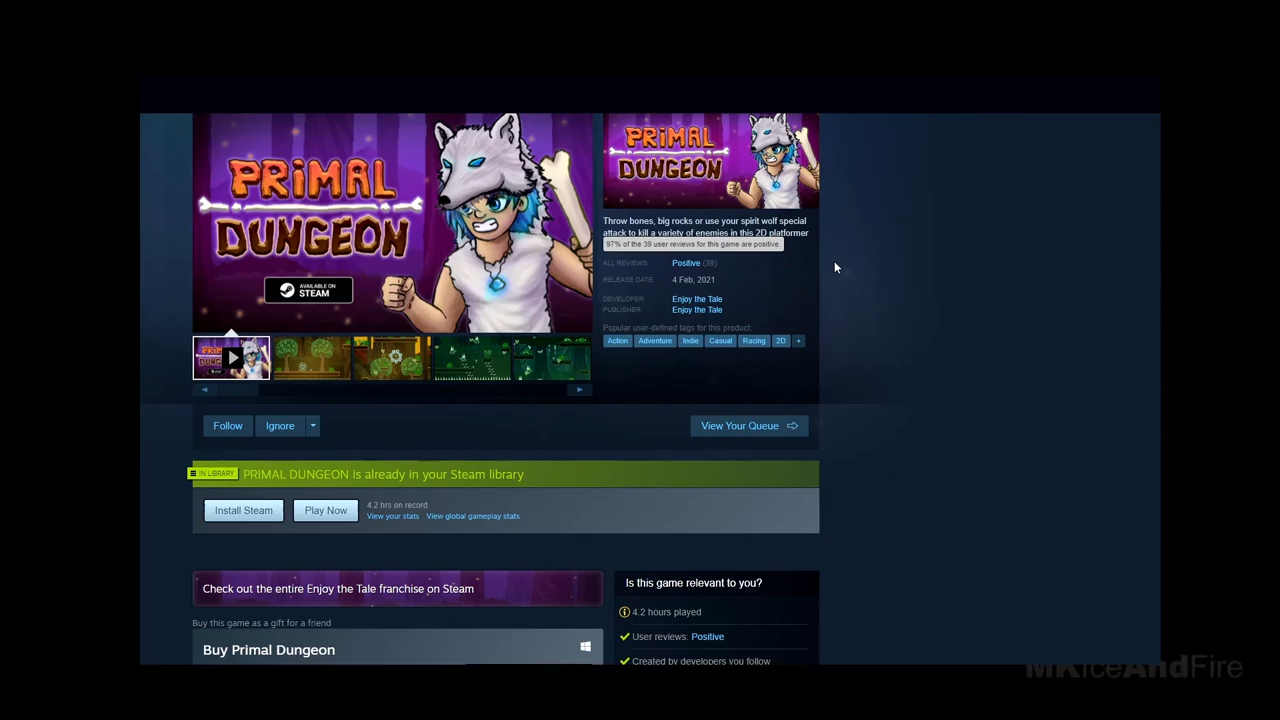 PRiMAL
DUNGEON
AVAILABLE ON
STEAM
PRiMAL
DUNGEON
Throw bones, big rocks or use your spirit wolf special
attack to kill a variety of enemies in this 2D platformer
97% of the 39 user reviews for this game are positive.
ALL REVIEWS: Positive (39)
RELEASE DATE: 4 Feb, 2021
DEVELOPER: Enjoy the Tale
PUBLISHER: Enjoy the Tale
Popular user-defined tags for this product:
Action Adventure Indie Casual Racing 2D +
Follow Ignore View Your Queue
IN LIBRARY PRIMAL DUNGEON is already in your Steam library
Install Steam Play Now
4.2 hrs on record
View your stats View global gameplay stats
Check out the entire Enjoy the Tale franchise on Steam
Buy this game as a gift for a friend
Buy Primal Dungeon
Is this game relevant to you?
4.2 hours played
User reviews: Positive
Created by developers you follow
MKIceAndFire